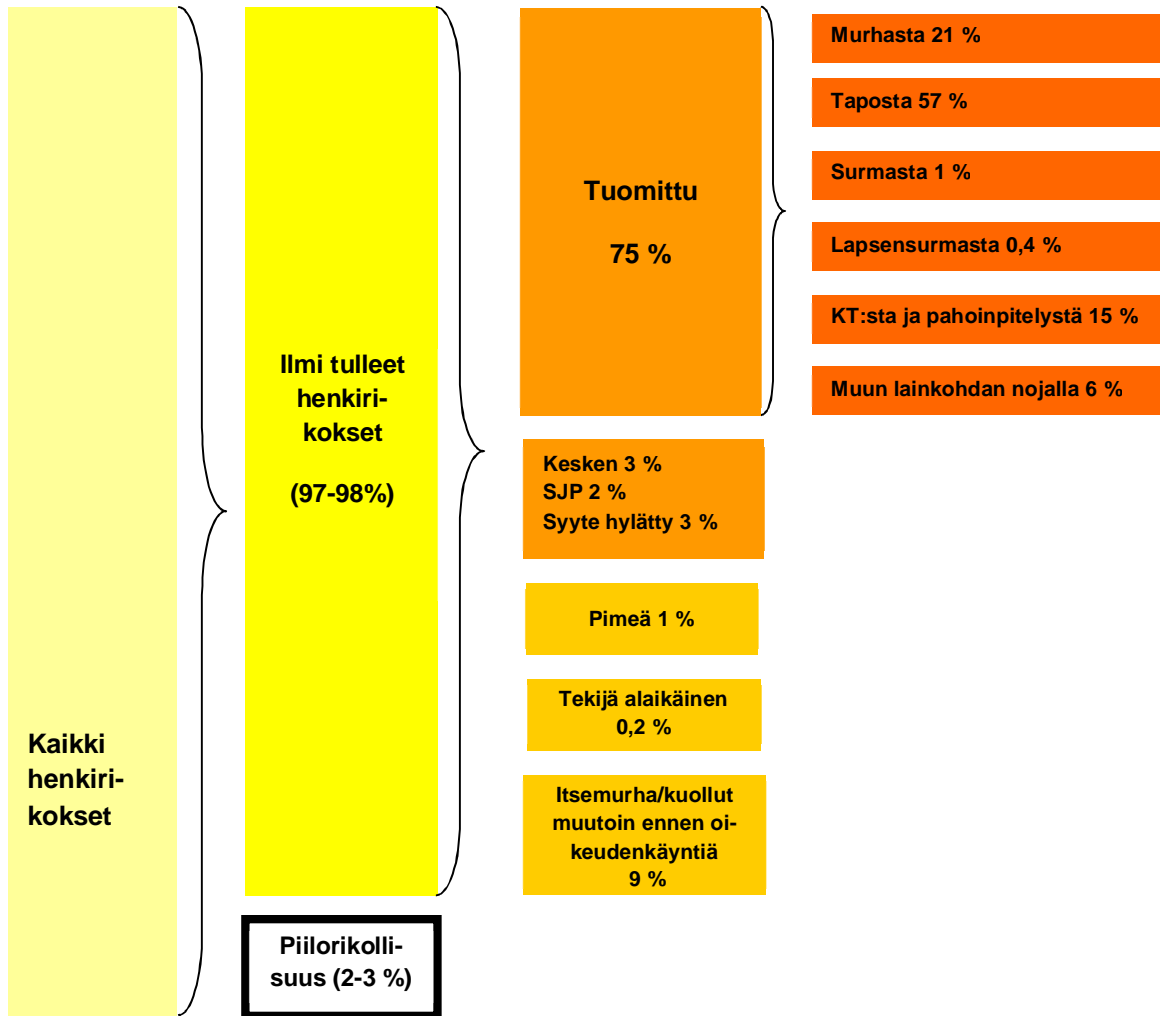 Kaikki
henkiri-
kokset
Ilmi tulleet
henkiri-
kokset
(97-98%)
Piilorikolli-
suus (2-3 %)
Tuomittu
75 %
Kesken 3 %
SJP 2 %
Syyte hylätty 3 %
Pimeä 1 %
Tekijä alaikäinen
0,2 %
Itsemurha/kuollut
muutoin ennen oi-
keudenkäyntiä
9 %
Murhasta 21 %
Taposta 57 %
Surmasta 1 %
Lapsensurmasta 0,4 %
KT:sta ja pahoinpitelystä 15 %
Muun lainkohdan nojalla 6 %